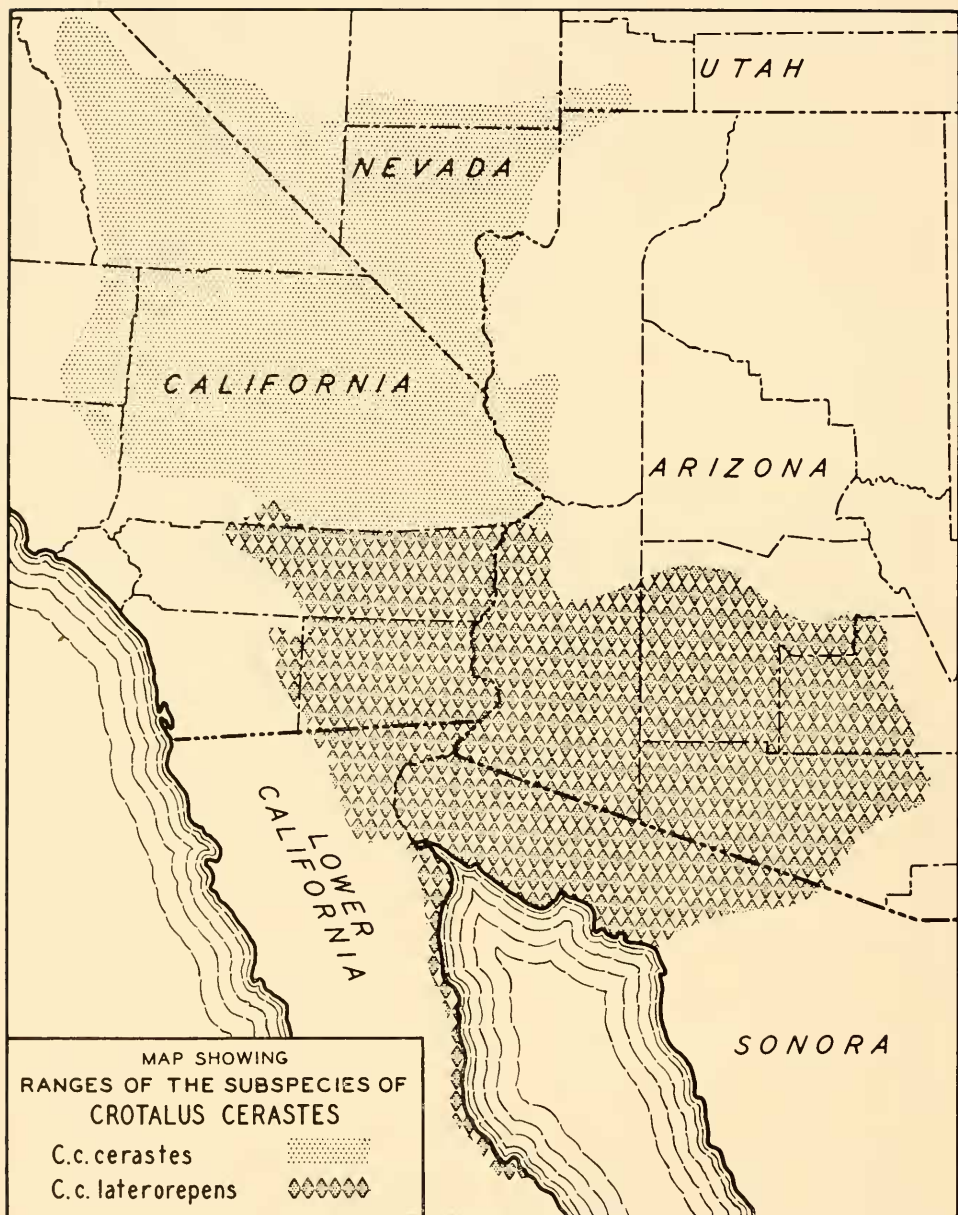 UTAH
NEVADA
CALIFORNIA
ARIZONA
LOWER
CALIFORNIA
SONORA
MAP SHOWING
RANGES OF THE SUBSPECIES OF
CROTALUS CERASTES
C.c. cerastes
C.c. laterorepens